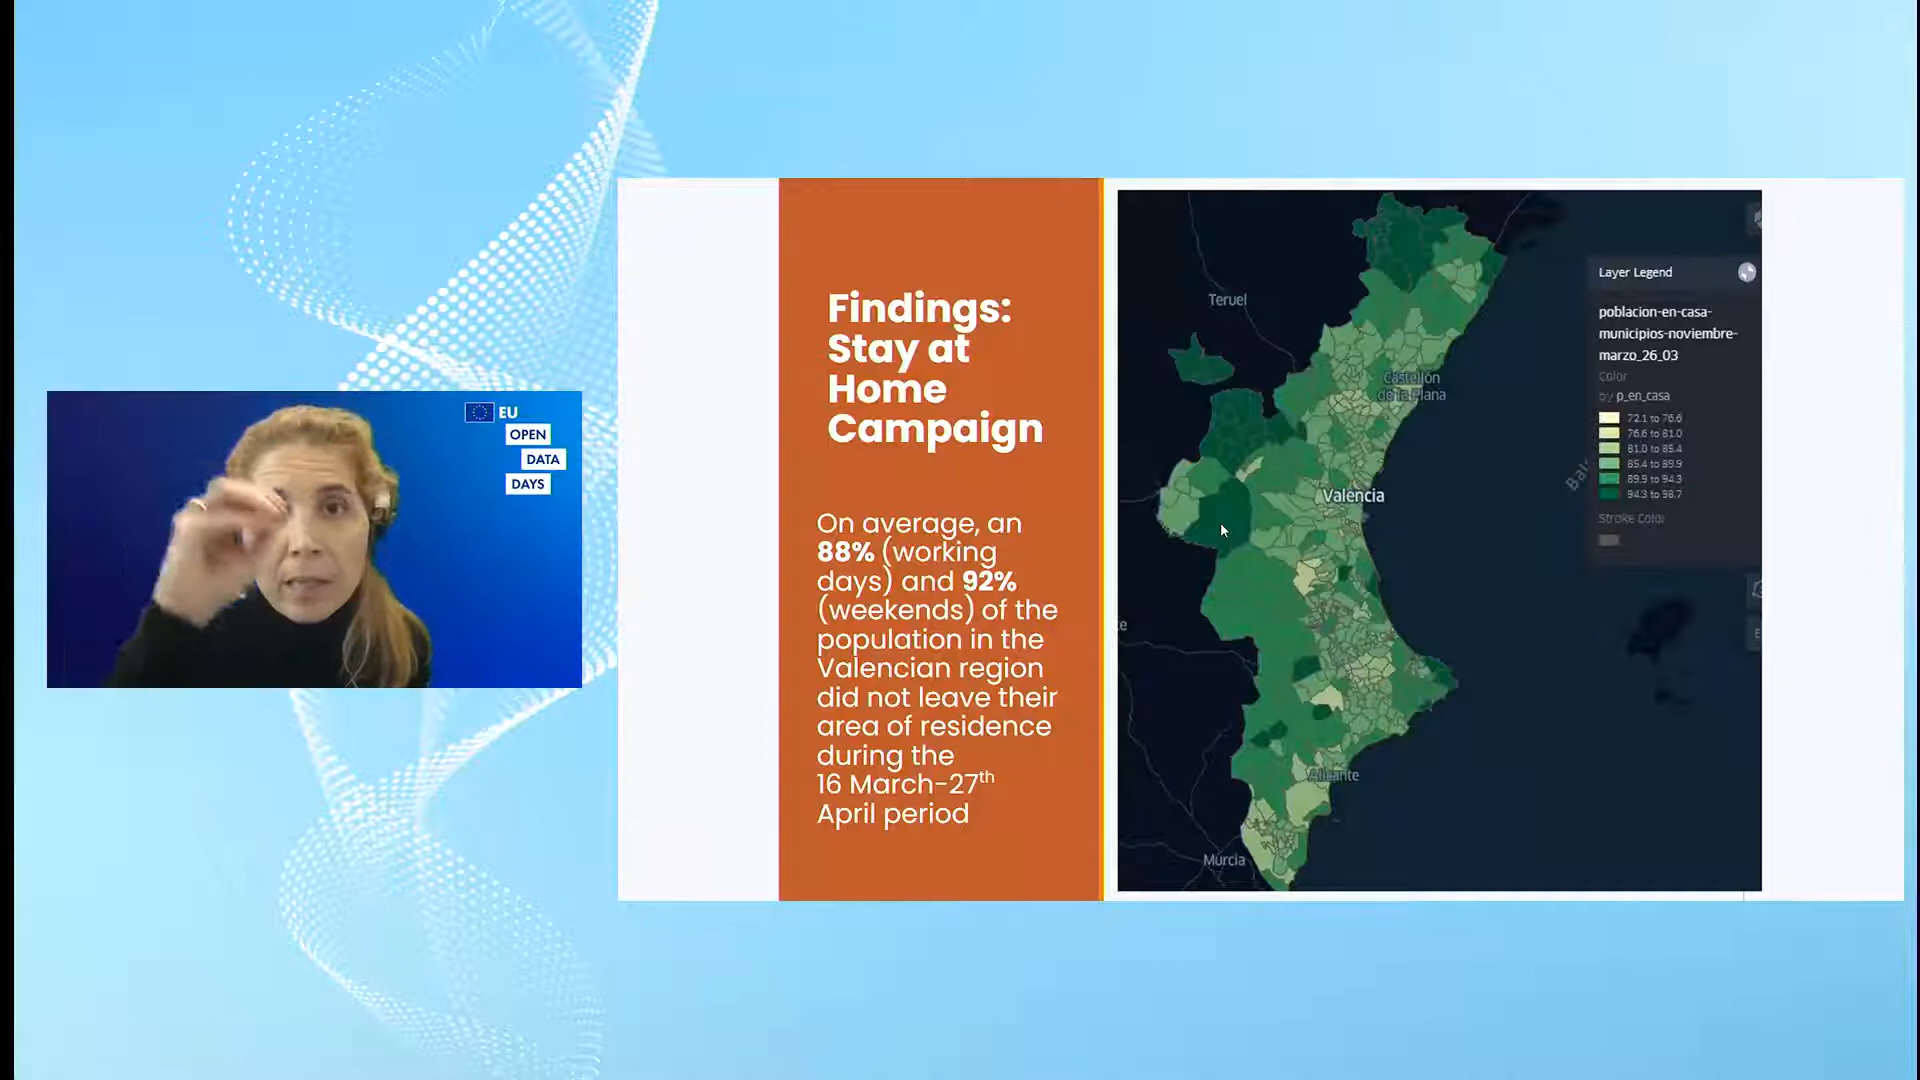 EU
OPEN
DATA
DAYS
Findings:
Stay at
Home
Campaign
On average, an
88% (working
days) and 92%
(weekends) of the
population in the
Valencian region
did not leave their
area of residence
during the
16 March-27th
April period
Teruel
Castellón
de la Plana
Valencia
Alicante
Murcia
Layer Legend
poblacion-en-casa-
municipios-noviembre-
marzo_26_03
Color
by p_en_casa
72.1 to 76.6
76.6 to 81.0
81.0 to 85.4
85.4 to 89.9
89.9 to 94.3
94.3 to 98.7
Stroke Color